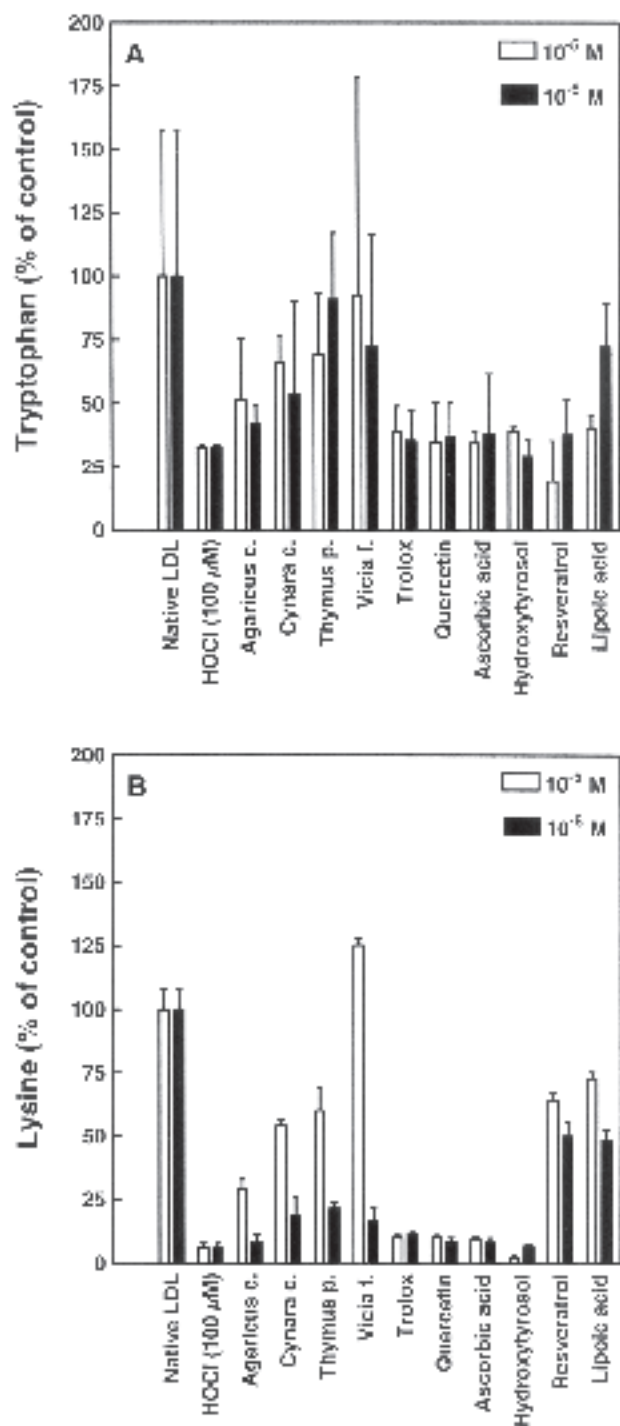 A
10⁻⁵ M
10⁻⁶ M
200
175
150
125
100
75
50
25
0
Tryptophan (% of control)
Native LDL
HOCl (100 µM)
Agaricus c.
Cynara c.
Thymus p.
Vicia f.
Trolox
Quercetin
Ascorbic acid
Hydroxytyrosol
Resveratrol
Lipoic acid
B
10⁻⁵ M
10⁻⁶ M
200
175
150
125
100
75
50
25
0
Lysine (% of control)
Native LDL
HOCl (100 µM)
Agaricus c.
Cynara c.
Thymus p.
Vicia f.
Trolox
Quercetin
Ascorbic acid
Hydroxytyrosol
Resveratrol
Lipoic acid